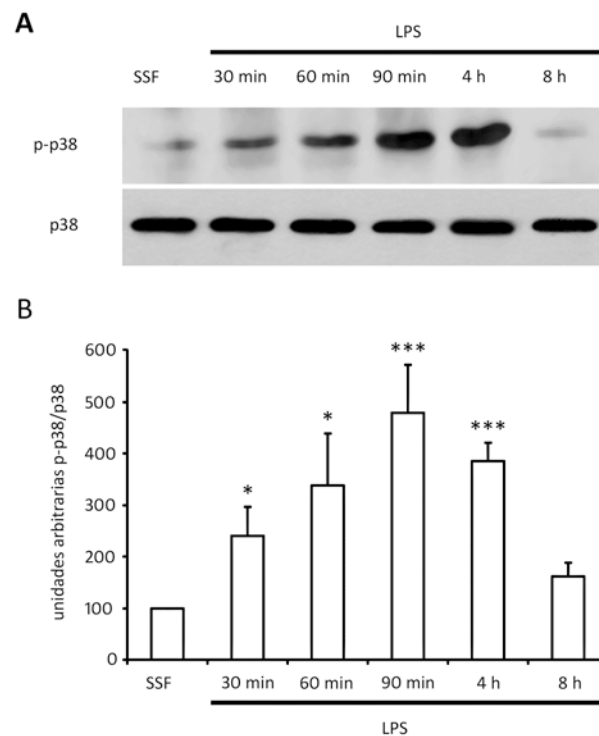 A
LPS
SSF 30 min 60 min 90 min 4 h 8 h
p-p38
p38
B
unidades arbitrarias p-p38/p38
600
500
400
300
200
100
0
* * *** ***
SSF 30 min 60 min 90 min 4 h 8 h
LPS